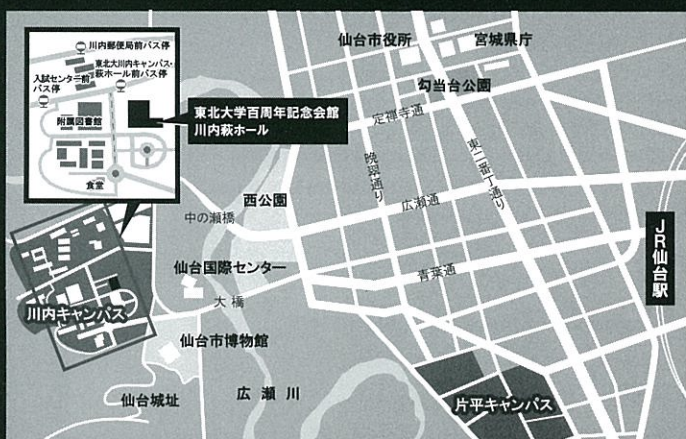 川内郵便局前バス停
入試センター前
バス停
東北大川内キャンパス・
萩ホール前バス停
附属図書館
食堂
東北大学百周年記念会館
川内萩ホール
仙台市役所
宮城県庁
勾当台公園
定禅寺通
晩翠通り
東二番丁通り
西公園
広瀬通
中の瀬橋
JR仙台駅
仙台国際センター
青葉通
大橋
川内キャンパス
仙台市博物館
仙台城址
広瀬川
片平キャンパス